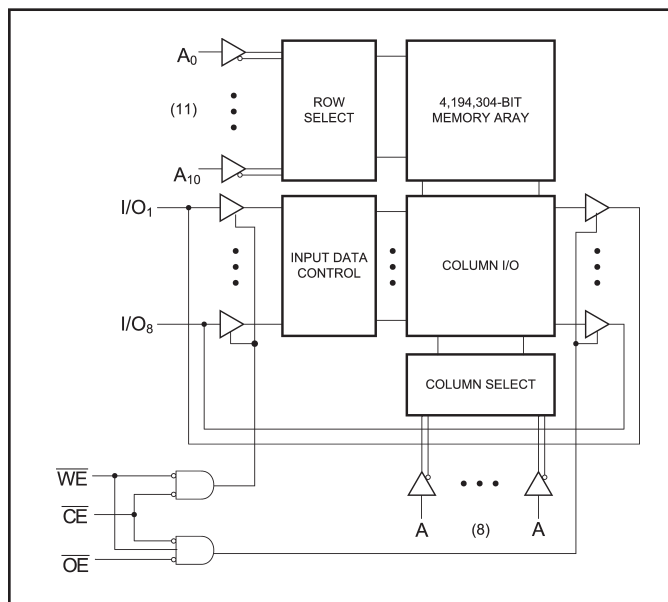 A0
(11)
A10
ROW
SELECT
4,194,304-BIT
MEMORY ARAY
I/O1
I/O8
INPUT DATA
CONTROL
COLUMN I/O
COLUMN SELECT
WE
CE
OE
A
(8)
A